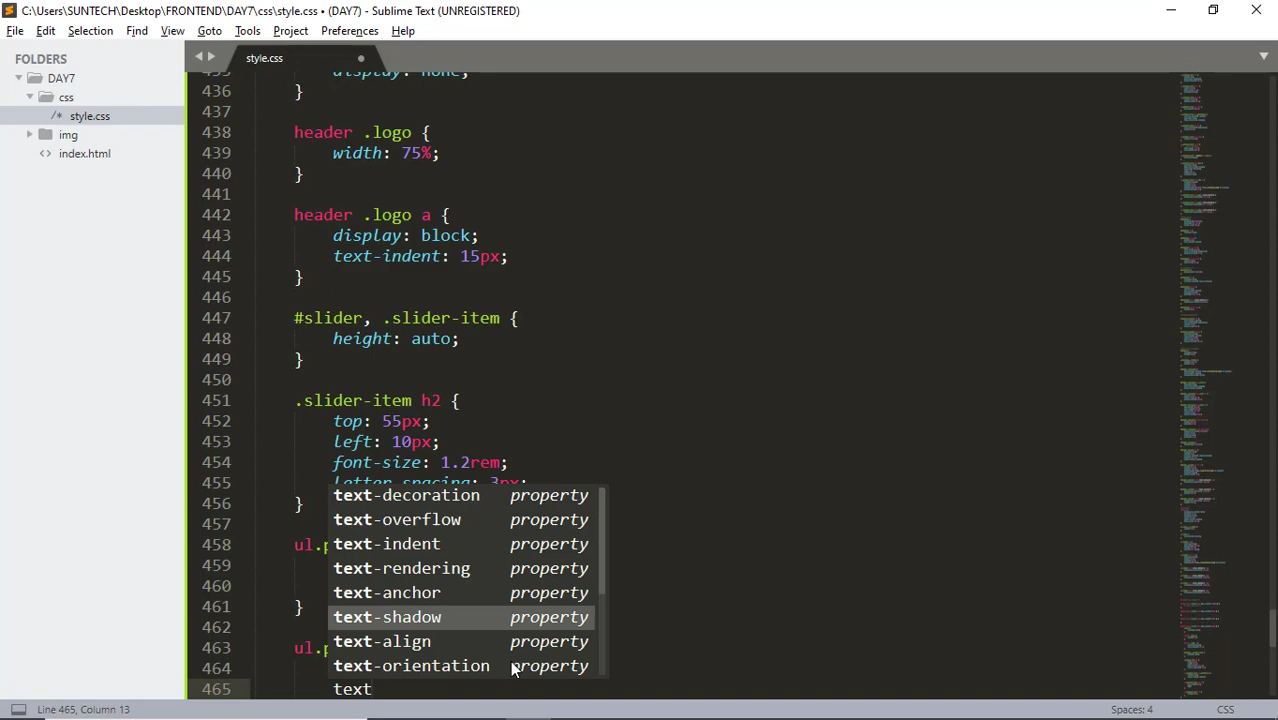 C:\Users\SUNTECH\Desktop\FRONTEND\DAY7\css\style.css • (DAY7) - Sublime Text (UNREGISTERED)
File Edit Selection Find View Goto Tools Project Preferences Help
FOLDERS
DAY7
css
/* style.css
img
<> index.html
style.css
435 display: none;
436 }
437
438 header .logo {
439 width: 75%;
440 }
441
442 header .logo a {
443 display: block;
444 text-indent: 15px;
445 }
446
447 #slider, .slider-item {
448 height: auto;
449 }
450
451 .slider-item h2 {
452 top: 55px;
453 left: 10px;
454 font-size: 1.2rem;
455 letter-spacing: 3px;
456 }
457
458 ul.
459
460
461 }
462
463 ul.
464
465 text
text-decoration property
text-overflow property
text-indent property
text-rendering property
text-anchor property
text-shadow property
text-align property
text-orientation property
Line 465, Column 13
Spaces: 4
CSS